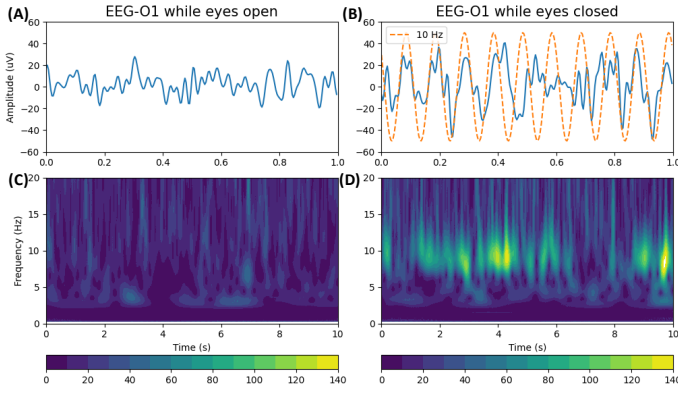 (A) EEG-O1 while eyes open
60
40
20
0
−20
−40
−60
Amplitude (uV)
0.0 0.2 0.4 0.6 0.8 1.0
(B) EEG-O1 while eyes closed
10 Hz
60
40
20
0
−20
−40
−60
0.0 0.2 0.4 0.6 0.8 1.0
(C)
20
15
10
5
0
Frequency (Hz)
0 2 4 6 8 10
Time (s)
(D)
20
15
10
5
0
0 2 4 6 8 10
Time (s)
0 20 40 60 80 100 120 140
0 20 40 60 80 100 120 140